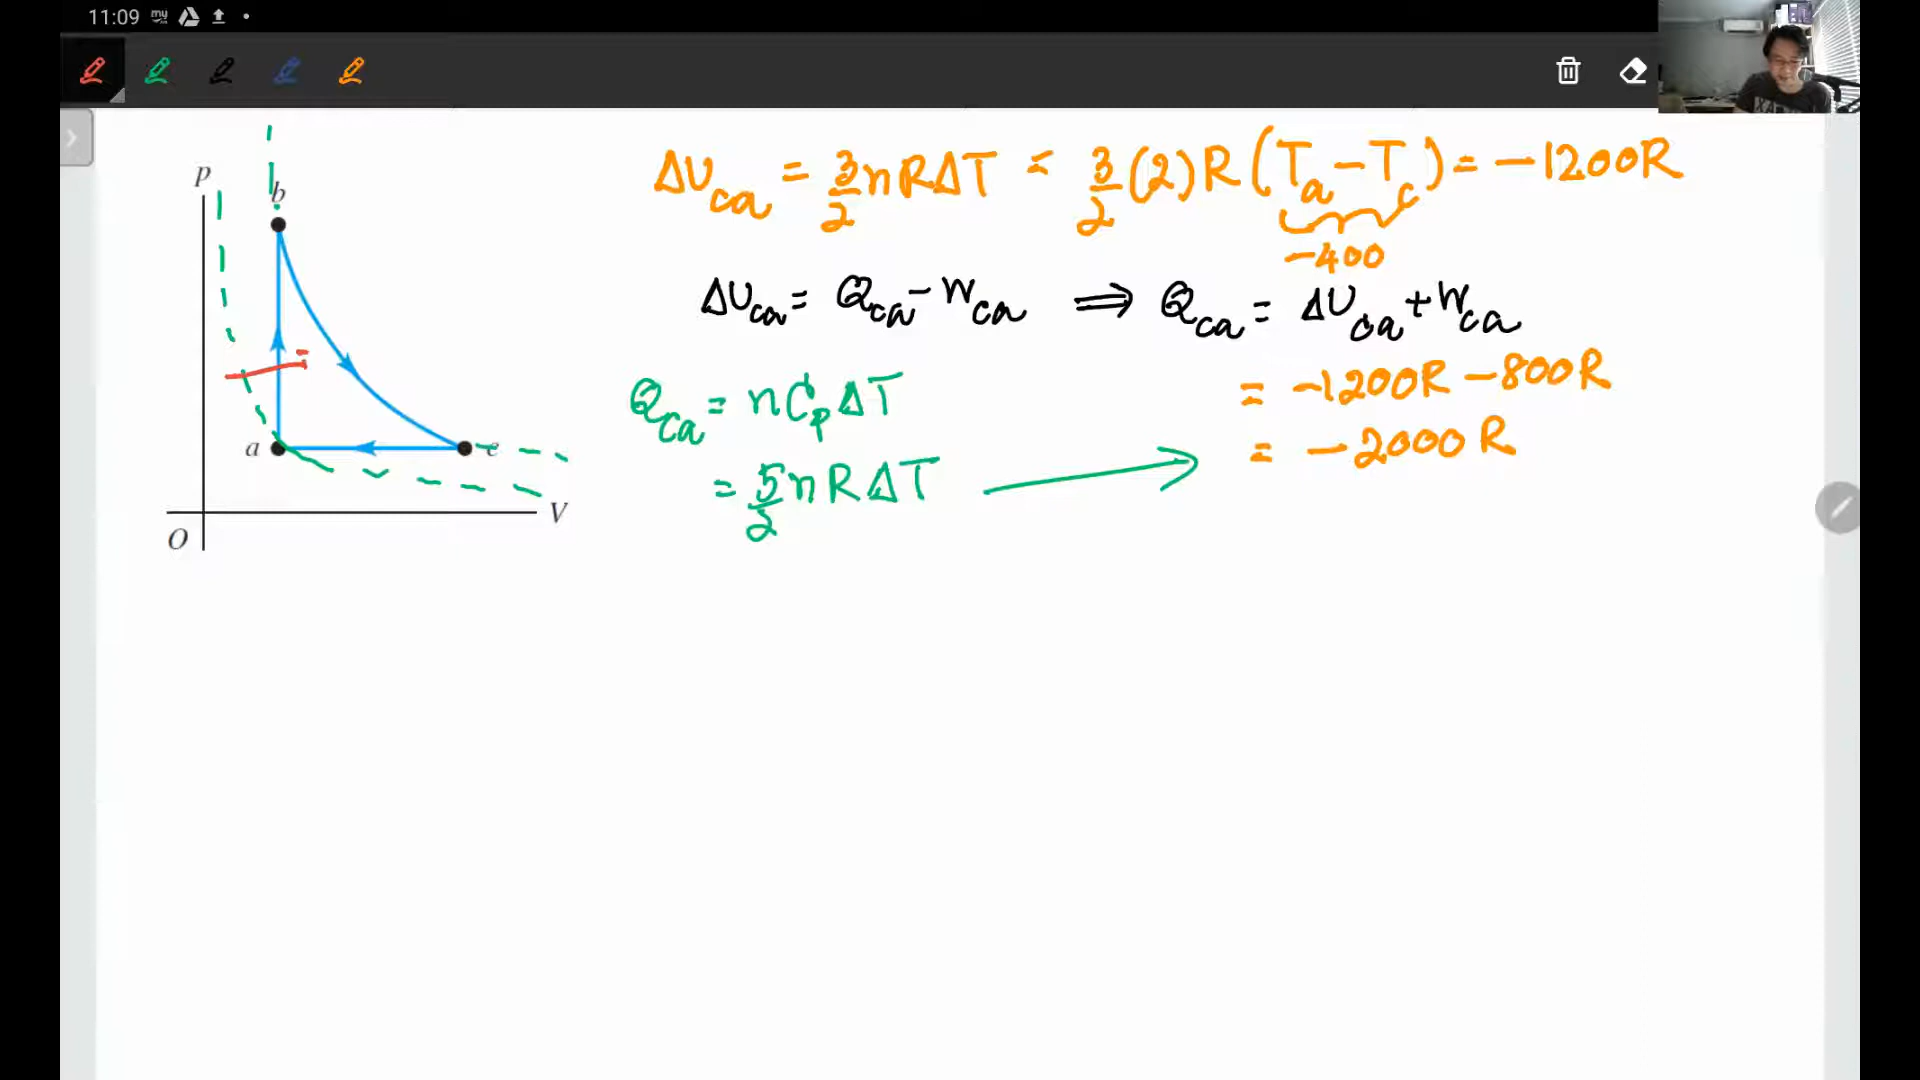 11:09
p
b
a
c
O
V
ΔU_ca = 3/2 nRΔT = 3/2 (2)R (T_a − T_c) = −1200R
−400
ΔU_ca = Q_ca − W_ca ⟹ Q_ca = ΔU_ca + W_ca
= −1200R − 800R
= −2000R
Q_ca = nC_pΔT
= 5/2 nRΔT